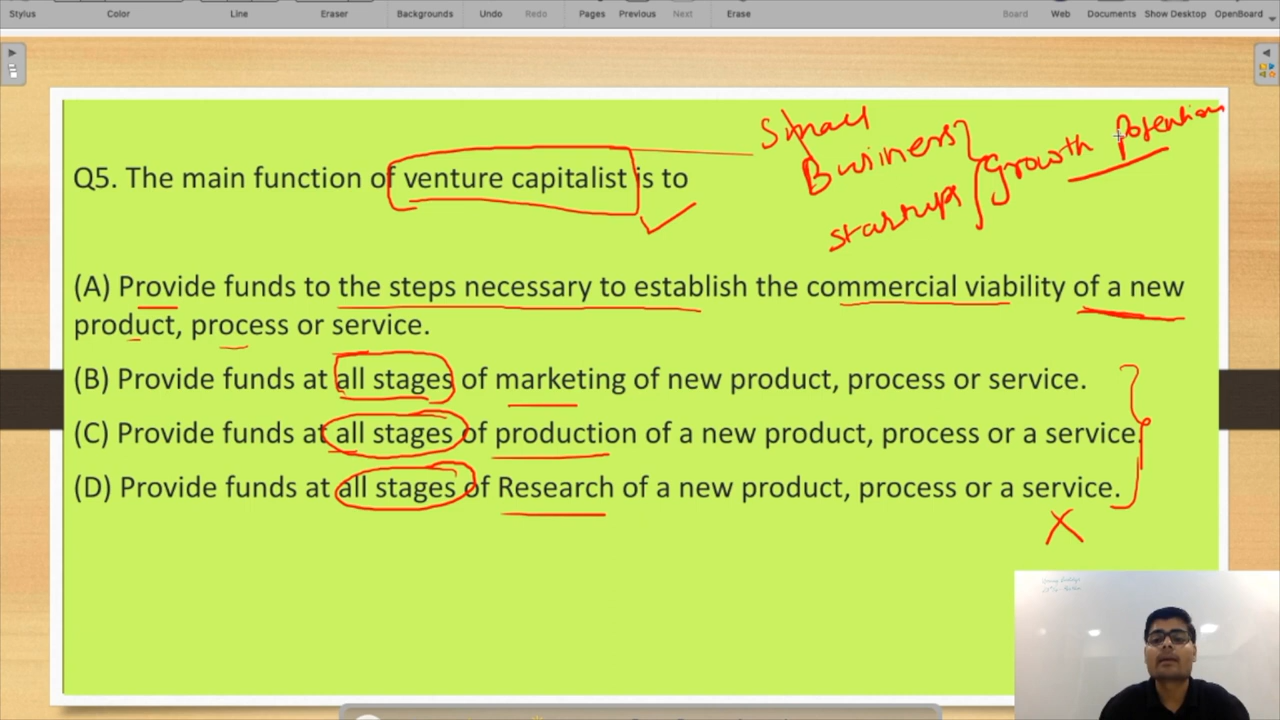 Stylus Color Line Eraser Backgrounds Undo Redo Pages Previous Next Erase Board Web Documents Show Desktop OpenBoard
Small
Business
startups
Growth Potential
Q5. The main function of venture capitalist is to
(A) Provide funds to the steps necessary to establish the commercial viability of a new
product, process or service.
(B) Provide funds at all stages of marketing of new product, process or service.
(C) Provide funds at all stages of production of a new product, process or a service.
(D) Provide funds at all stages of Research of a new product, process or a service.